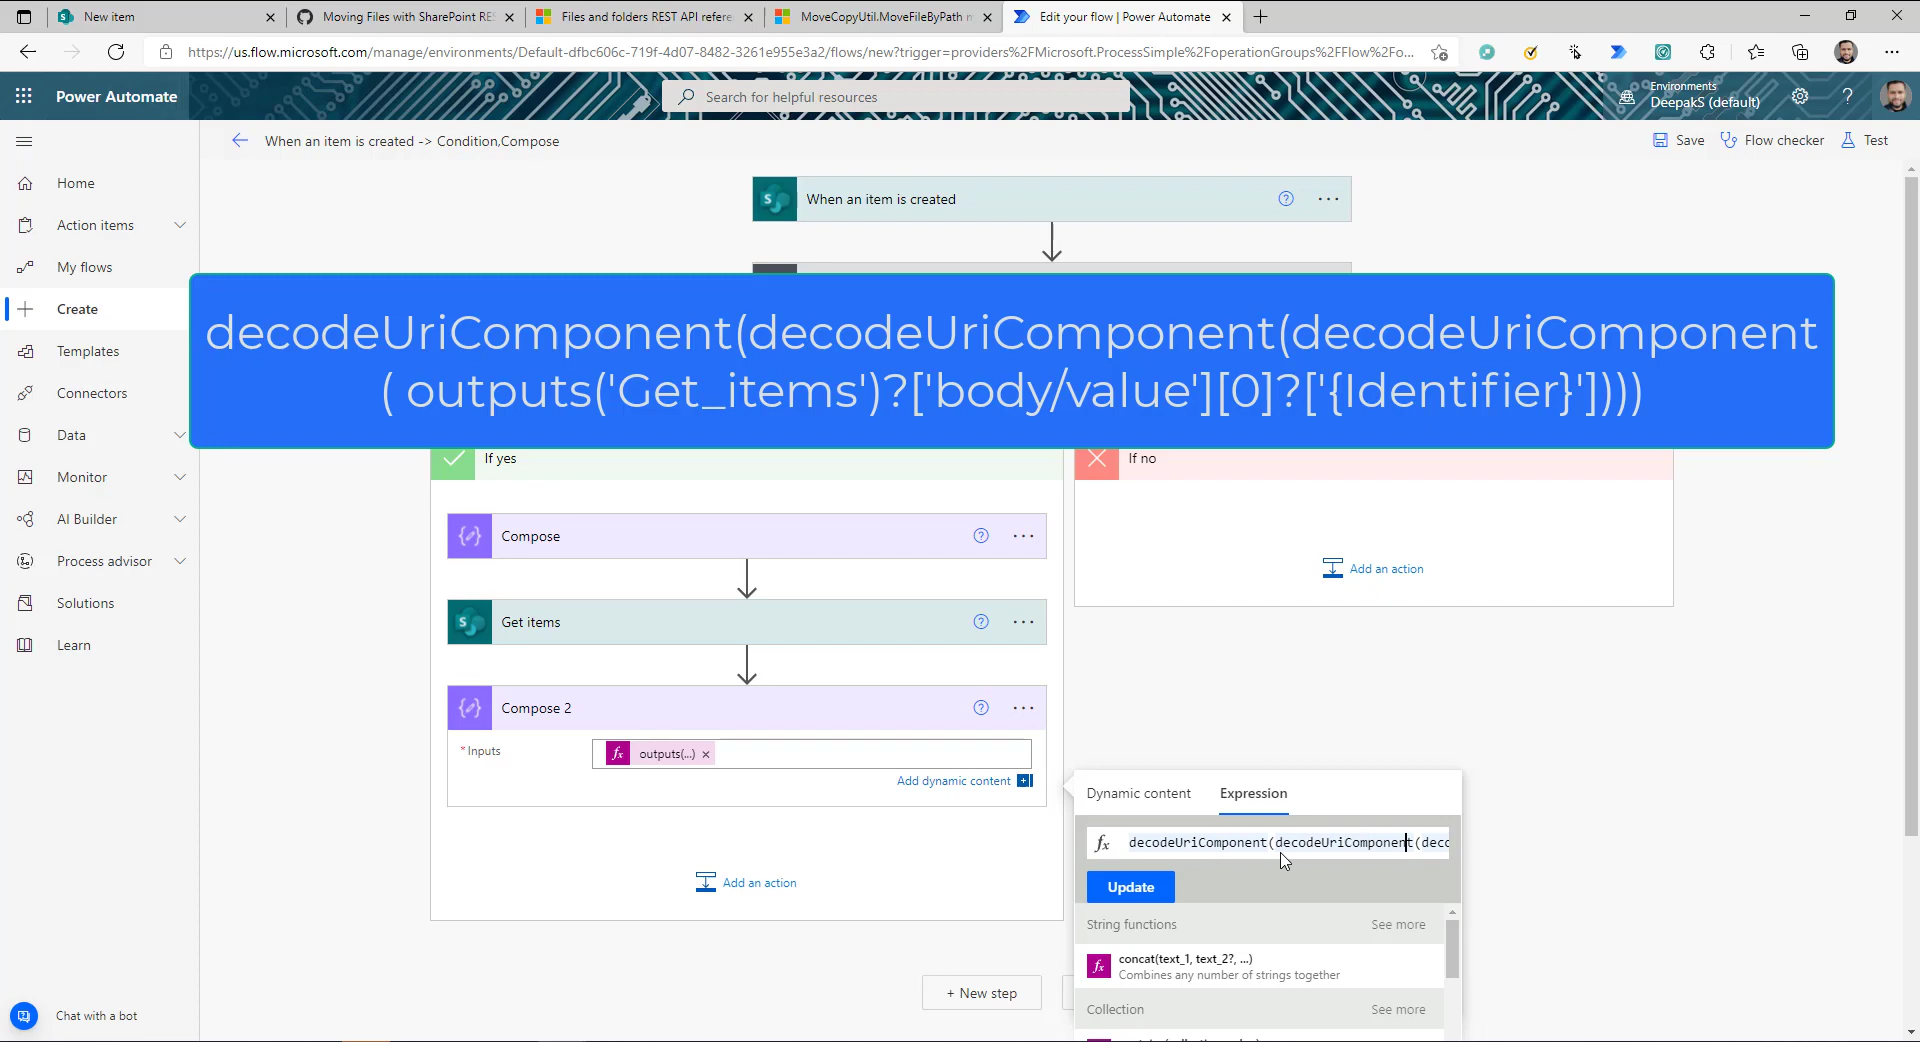 New item
Moving Files with SharePoint RES
Files and folders REST API refere
MoveCopyUtil.MoveFileByPath n
Edit your flow | Power Automate
https://us.flow.microsoft.com/manage/environments/Default-dfbc606c-719f-4d07-8482-3261e955e3a2/flows/new?trigger=providers%2FMicrosoft.ProcessSimple%2FoperationGroups%2FFlow%2Fo...
Power Automate
Search for helpful resources
Environments
DeepakS (default)
When an item is created -> Condition,Compose
Save
Flow checker
Test
Home
Action items
My flows
Create
Templates
Connectors
Data
Monitor
AI Builder
Process advisor
Solutions
Learn
Chat with a bot
When an item is created
decodeUriComponent(decodeUriComponent(decodeUriComponent
( outputs('Get_items')?['body/value'][0]?['{Identifier}'])))
If yes
If no
Compose
Add an action
Get items
Compose 2
* Inputs
outputs(...)
Add dynamic content
Add an action
+ New step
Dynamic content
Expression
fx
decodeUriComponent(decodeUriComponent(deco
Update
String functions
See more
fx
concat(text_1, text_2?, ...)
Combines any number of strings together
Collection
See more